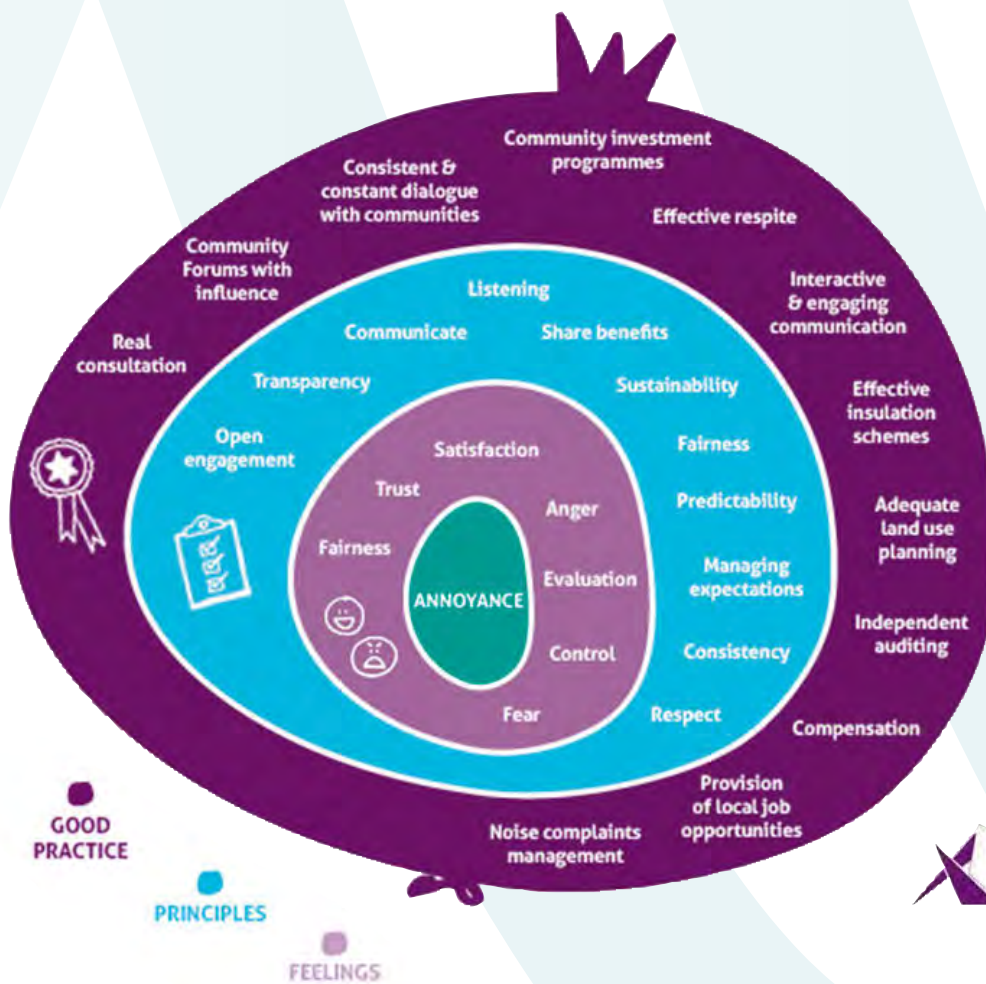 Community investment
programmes
Consistent &
constant dialogue
with communities
Effective respite
Community
Forums with
influence
Interactive
& engaging
communication
Real
consultation
Effective
insulation
schemes
Adequate
land use
planning
Independent
auditing
Compensation
Provision
of local job
opportunities
Noise complaints
management
Listening
Communicate
Share benefits
Transparency
Sustainability
Open
engagement
Fairness
Predictability
Managing
expectations
Consistency
Respect
Satisfaction
Trust
Anger
Fairness
Evaluation
Control
Fear
ANNOYANCE
GOOD
PRACTICE
PRINCIPLES
FEELINGS